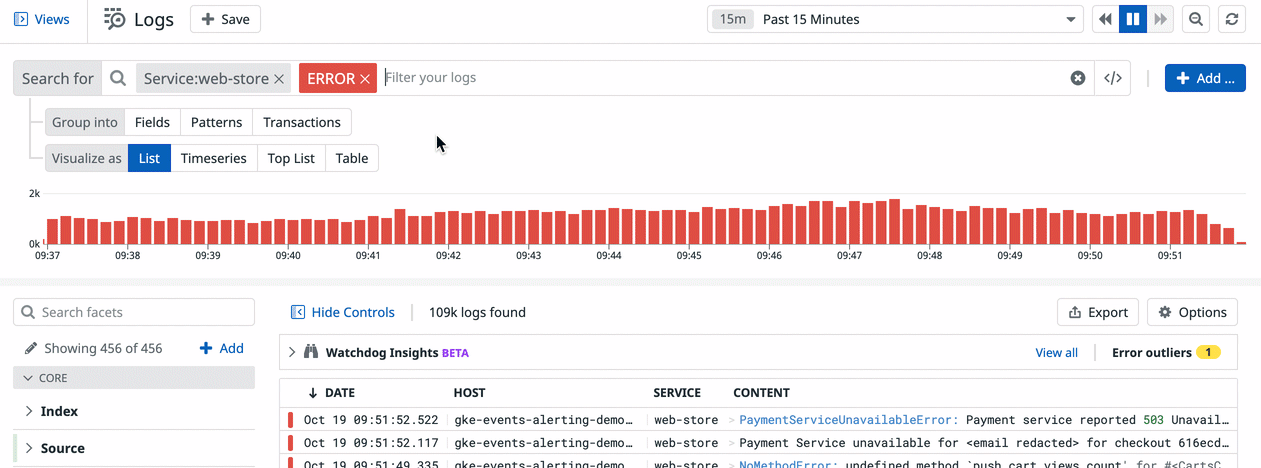 Views Logs + Save 15m Past 15 Minutes
Search for Service:web-store × ERROR × Filter your logs </> + Add ...
Group into Fields Patterns Transactions
Visualize as List Timeseries Top List Table
2k
0k
09:37 09:38 09:39 09:40 09:41 09:42 09:43 09:44 09:45 09:46 09:47 09:48 09:49 09:50 09:51
Search facets Hide Controls 109k logs found Export Options
Showing 456 of 456 + Add Watchdog Insights BETA View all Error outliers 1
CORE ↓ DATE HOST SERVICE CONTENT
Index Oct 19 09:51:52.522 gke-events-alerting-demo… web-store > PaymentServiceUnavailableError: Payment service reported 503 Unavail…
Source Oct 19 09:51:52.117 gke-events-alerting-demo… web-store > Payment Service unavailable for <email redacted> for checkout 616ecd…
Oct 19 09:51:49.335 gke-events-alerting-demo… web-store > NoMethodError: undefined method `push_cart_views_count' for #<CartsC…